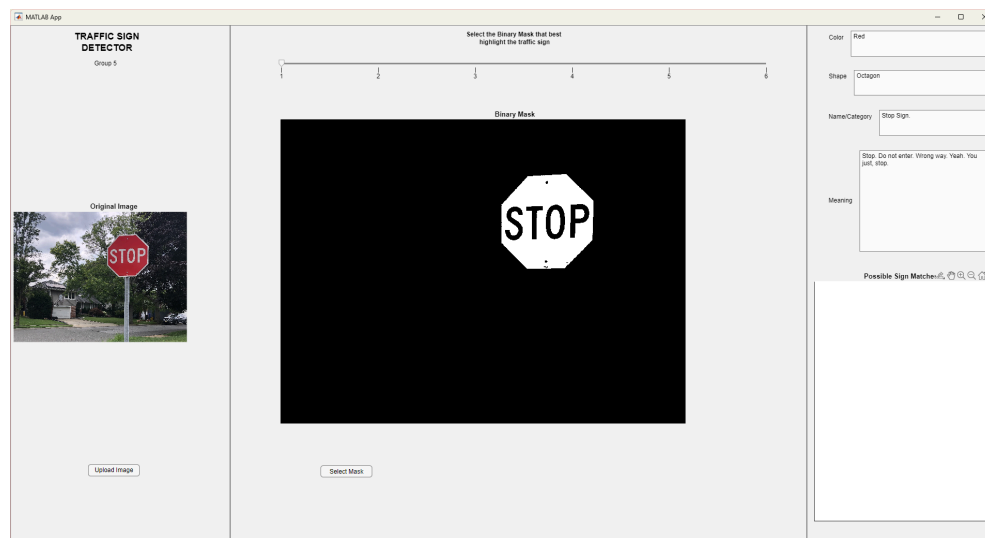 MATLAB App
TRAFFIC SIGN
DETECTOR
Group 5
Original Image
STOP
Upload Image
Select the Binary Mask that best
highlight the traffic sign
1 2 3 4 5 6
Binary Mask
STOP
Select Mask
Color Red
Shape Octagon
Name/Category Stop Sign.
Meaning
Stop. Do not enter. Wrong way. Yeah. You
just, stop.
Possible Sign Matches